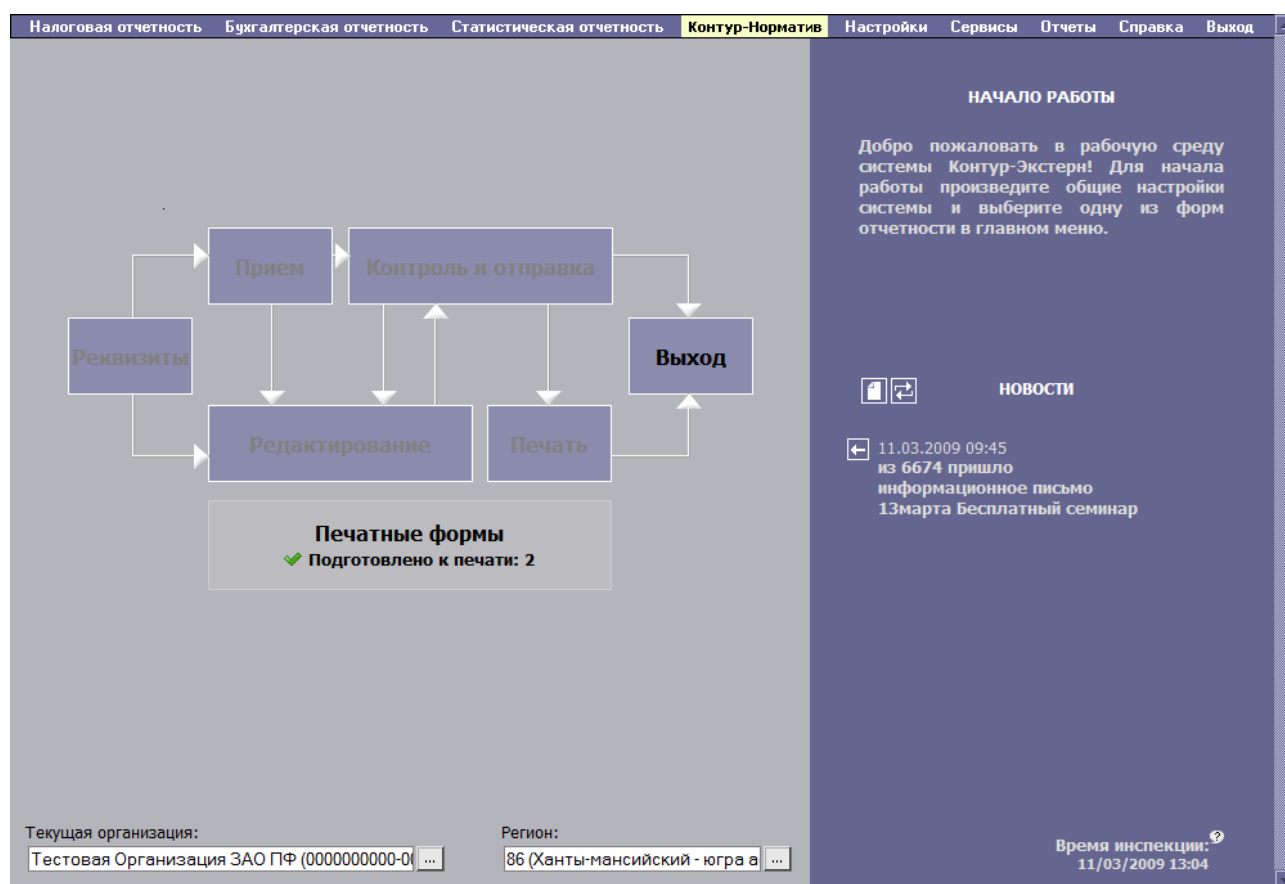 Налоговая отчетность Бухгалтерская отчетность Статистическая отчетность Контур-Норматив Настройки Сервисы Отчеты Справка Выход
НАЧАЛО РАБОТЫ
Добро пожаловать в рабочую среду
системы Контур-Экстерн! Для начала
работы произведите общие настройки
системы и выберите одну из форм
отчетности в главном меню.
Прием
Контроль и отправка
Реквизиты
Выход
Редактирование
Печать
Печатные формы
Подготовлено к печати: 2
НОВОСТИ
11.03.2009 09:45
из 6674 пришло
информационное письмо
13марта Бесплатный семинар
Текущая организация:
Тестовая Организация ЗАО ПФ (0000000000-0 ...
Регион:
86 (Ханты-мансийский - югра а ...
Время инспекции: ?
11/03/2009 13:04